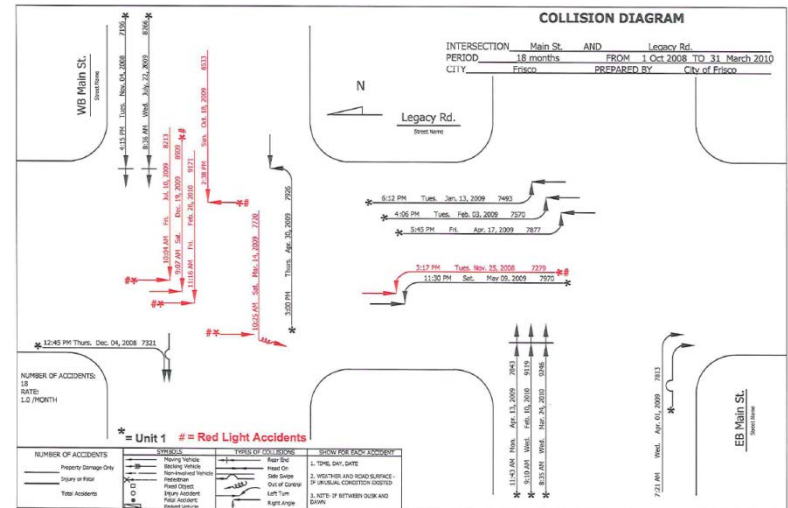 COLLISION DIAGRAM
INTERSECTION Main St. AND Legacy Rd.
PERIOD 18 months FROM 1 Oct 2008 TO 31 March 2010
CITY Frisco PREPARED BY City of Frisco
WB Main St.
Street Name
4:15 PM Tues. Nov. 04, 2008 7196
8:36 AM Wed. July. 22, 2009 8266
2:38 PM Sun. Oct. 18, 2009 8533
N
Legacy Rd.
Street Name
10:04 AM Fri. Jul. 10, 2009 8213
9:07 AM Sat. Dec. 19, 2009 8909
*#
11:16 AM Fri. Feb. 26, 2010 9171
*#
10:25 AM Sat. Mar. 14, 2009 7720
3:00 PM Thurs. Apr. 30, 2009 7926
*
* 6:12 PM Tues. Jan. 13, 2009 7493
* 4:06 PM Tues. Feb. 03, 2009 7570
* 5:45 PM Fri. Apr. 17, 2009 7877
#*
#*
#*
3:17 PM Tues. Nov. 25, 2008 7279 *#
11:30 PM Sat. May 09, 2009 7970 *
* 12:45 PM Thurs. Dec. 04, 2008 7321
NUMBER OF ACCIDENTS:
18
RATE:
1.0 /MONTH
11:43 AM Mon. Apr. 13, 2009 7843
9:10 AM Wed. Feb. 10, 2010 9119
8:35 AM Wed. Mar. 24, 2010 9246
* * *
7:21 AM Wed. Apr. 01, 2009 7813
*
EB Main St.
Street Name
* = Unit 1 # = Red Light Accidents
NUMBER OF ACCIDENTS
Property Damage Only
Injury or Fatal
Total Accidents
SYMBOLS
Moving Vehicle
Backing Vehicle
Non-Involved Vehicle
Pedestrian
Fixed Object
Injury Accident
Fatal Accident
Parked Vehicle
TYPES OF COLLISIONS
Rear End
Head On
Side Swipe
Out of Control
Left Turn
Right Angle
SHOW FOR EACH ACCIDENT
1. TIME, DAY, DATE
2. WEATHER AND ROAD SURFACE -
IF UNUSUAL CONDITION EXISTED
3. NITE- IF BETWEEN DUSK AND
DAWN